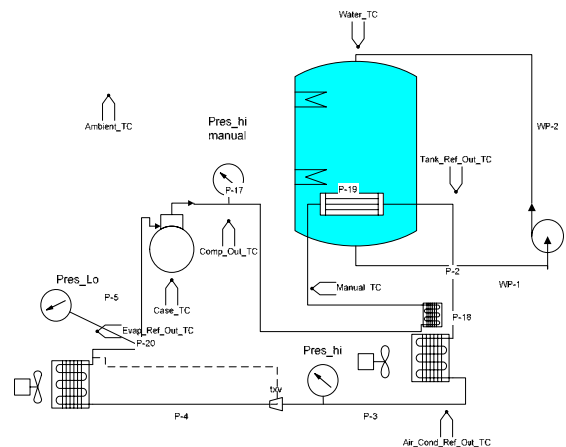 Water_TC
Ambient_TC
Pres_hi
manual
WP-2
Tank_Ref_Out_TC
P-17
P-19
Comp_Out_TC
P-2
WP-1
Pres_Lo
P-5
Case_TC
Manual_TC
P-18
Evap_Ref_Out_TC
P-20
Pres_hi
txv
P-4
P-3
Air_Cond_Ref_Out_TC